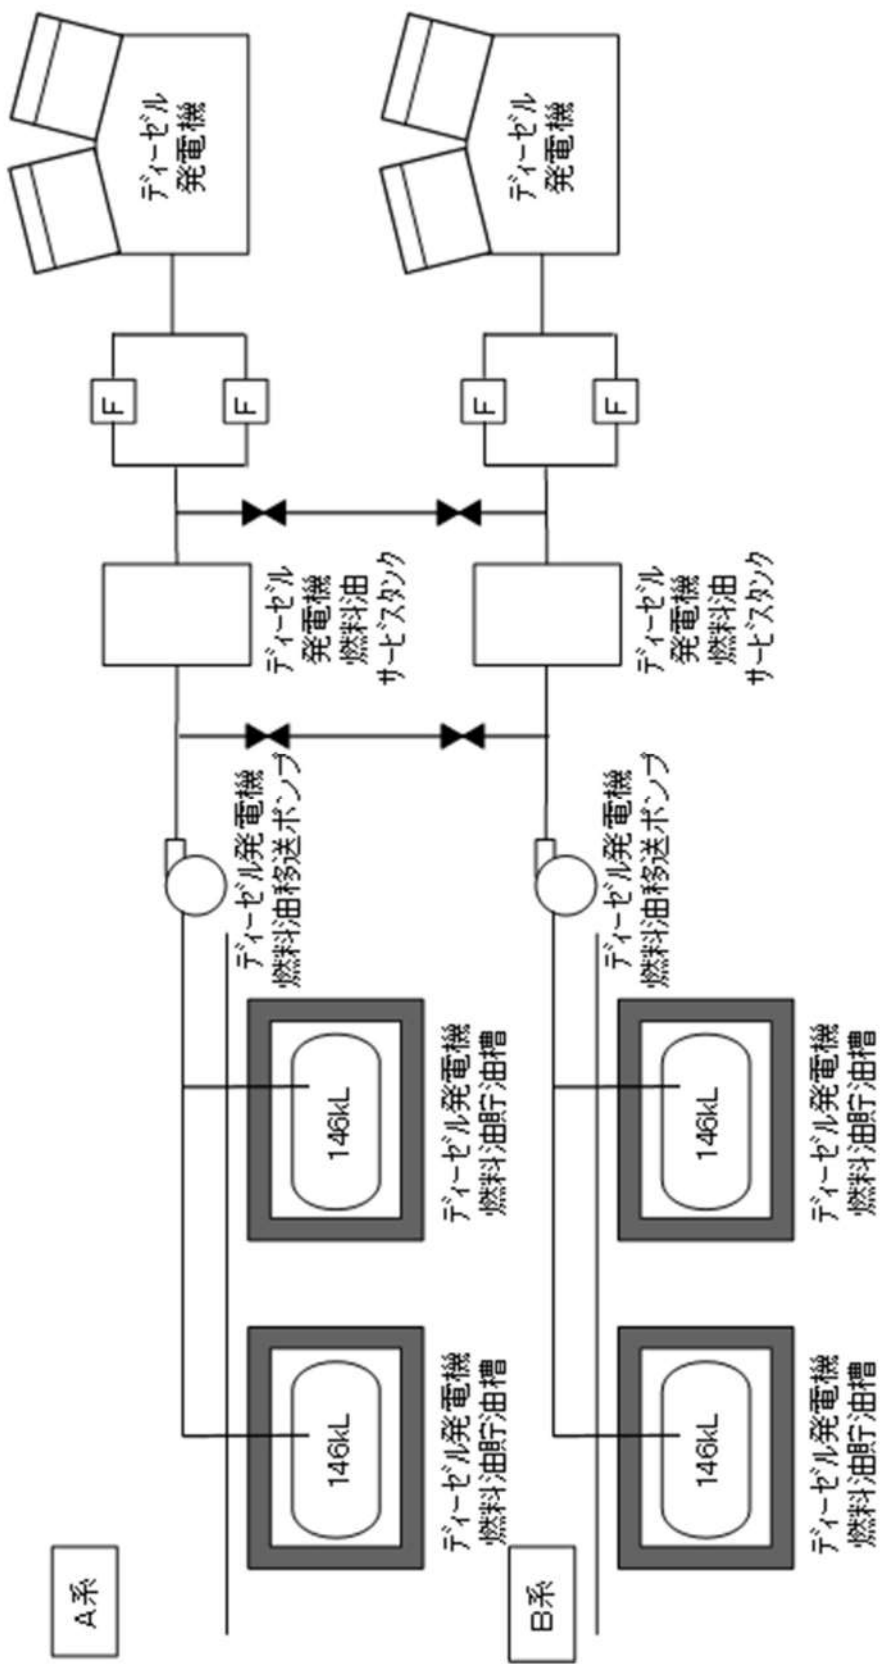 A系
146kL
ディーゼル発電機
燃料油貯油槽
146kL
ディーゼル発電機
燃料油貯油槽
ディーゼル発電機
燃料油移送ポンプ
ディーゼル
発電機
燃料油
サービスタンク
F
F
ディーゼル
発電機
B系
146kL
ディーゼル発電機
燃料油貯油槽
146kL
ディーゼル発電機
燃料油貯油槽
ディーゼル発電機
燃料油移送ポンプ
ディーゼル
発電機
燃料油
サービスタンク
F
F
ディーゼル
発電機